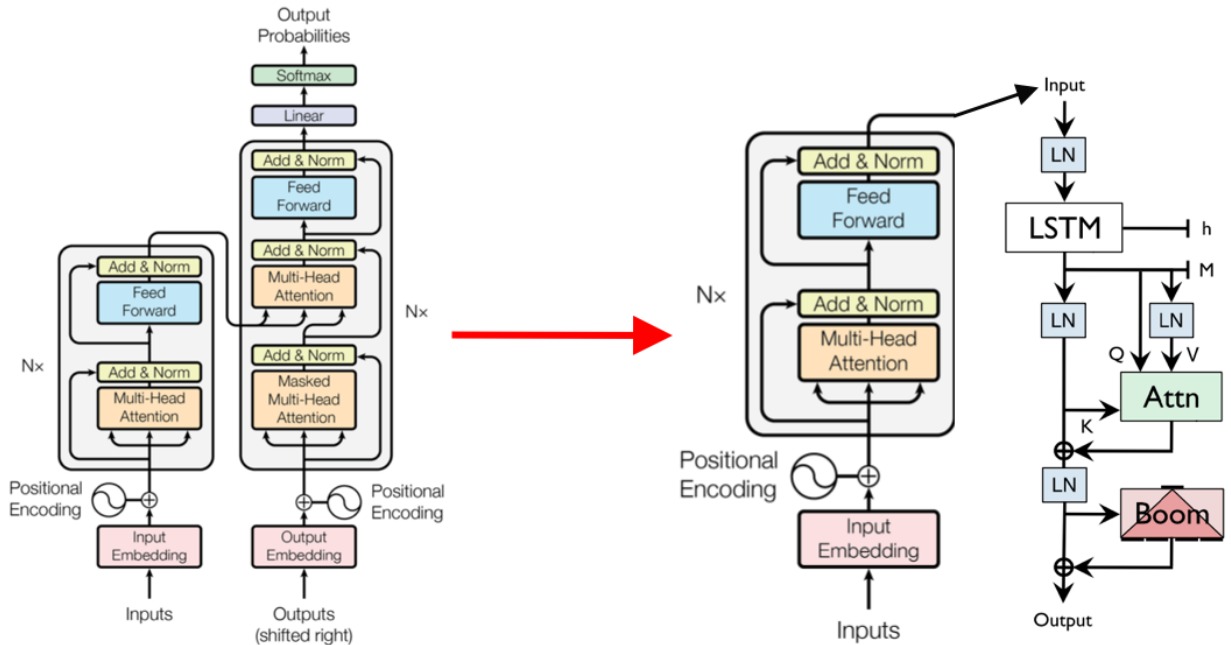 Output
Probabilities
Softmax
Linear
Add & Norm
Feed
Forward
Add & Norm
Multi-Head
Attention
Nx
Add & Norm
Masked
Multi-Head
Attention
Positional
Encoding
Output
Embedding
Outputs
(shifted right)
Add & Norm
Feed
Forward
Nx
Add & Norm
Multi-Head
Attention
Positional
Encoding
Input
Embedding
Inputs
Add & Norm
Feed
Forward
Nx
Add & Norm
Multi-Head
Attention
Positional
Encoding
Input
Embedding
Inputs
Input
LN
LSTM
h
M
LN
LN
Q
V
Attn
K
LN
Boom
Output